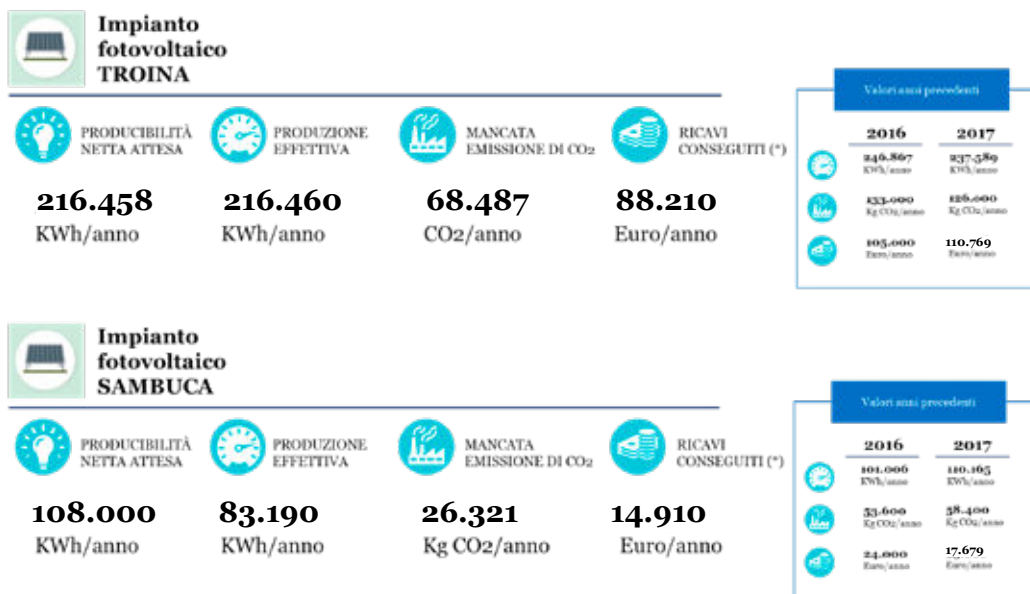 Impianto
fotovoltaico
TROINA
PRODUCIBILITÀ
NETTA ATTESA
PRODUZIONE
EFFETTIVA
MANCATA
EMISSIONE DI CO2
RICAVI
CONSEGUITI (*)
216.458
KWh/anno
216.460
KWh/anno
68.487
CO2/anno
88.210
Euro/anno
Valori anni precedenti
2016
2017
246.867
KWh/anno
237.589
KWh/anno
133.000
Kg CO2/anno
126.000
Kg CO2/anno
105.000
Euro/anno
110.769
Euro/anno
Impianto
fotovoltaico
SAMBUCA
PRODUCIBILITÀ
NETTA ATTESA
PRODUZIONE
EFFETTIVA
MANCATA
EMISSIONE DI CO2
RICAVI
CONSEGUITI (*)
108.000
KWh/anno
83.190
KWh/anno
26.321
Kg CO2/anno
14.910
Euro/anno
Valori anni precedenti
2016
2017
101.006
KWh/anno
110.165
KWh/anno
53.600
Kg CO2/anno
58.400
Kg CO2/anno
24.000
Euro/anno
17.679
Euro/anno